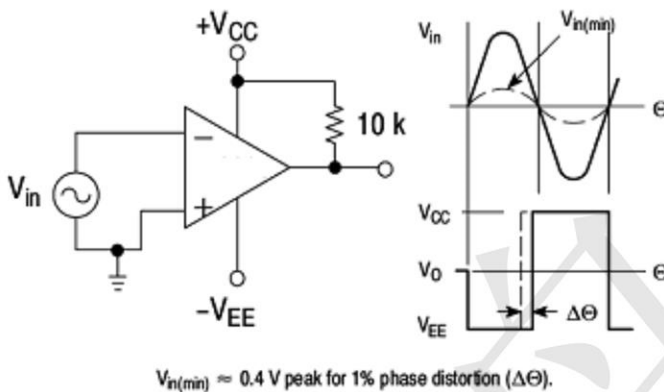 +VCC
10 k
Vin
−
+
−VEE
Vin
Vin(min)
Θ
VCC
VO
Θ
VEE
ΔΘ
Vin(min) ≈ 0.4 V peak for 1% phase distortion (ΔΘ).